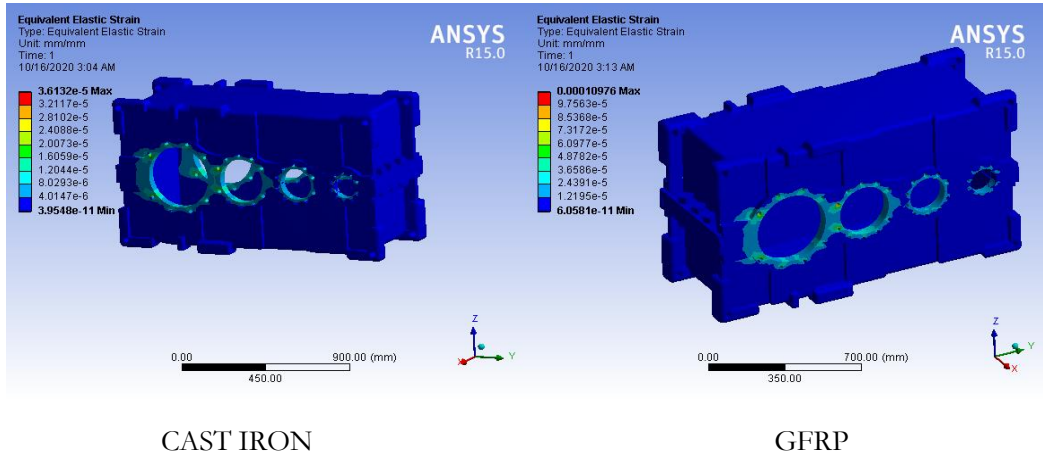 Equivalent Elastic Strain
Type: Equivalent Elastic Strain
Unit: mm/mm
Time: 1
10/16/2020 3:04 AM
3.6132e-5 Max
3.2117e-5
2.8102e-5
2.4088e-5
2.0073e-5
1.6059e-5
1.2044e-5
8.0293e-6
4.0147e-6
3.9548e-11 Min
ANSYS
R15.0
0.00
900.00 (mm)
450.00
Z
X
Y
Equivalent Elastic Strain
Type: Equivalent Elastic Strain
Unit: mm/mm
Time: 1
10/16/2020 3:13 AM
0.00010976 Max
9.7563e-5
8.5368e-5
7.3172e-5
6.0977e-5
4.8782e-5
3.6586e-5
2.4391e-5
1.2195e-5
6.0581e-11 Min
ANSYS
R15.0
0.00
700.00 (mm)
350.00
Z
Y
X
CAST IRON
GFRP